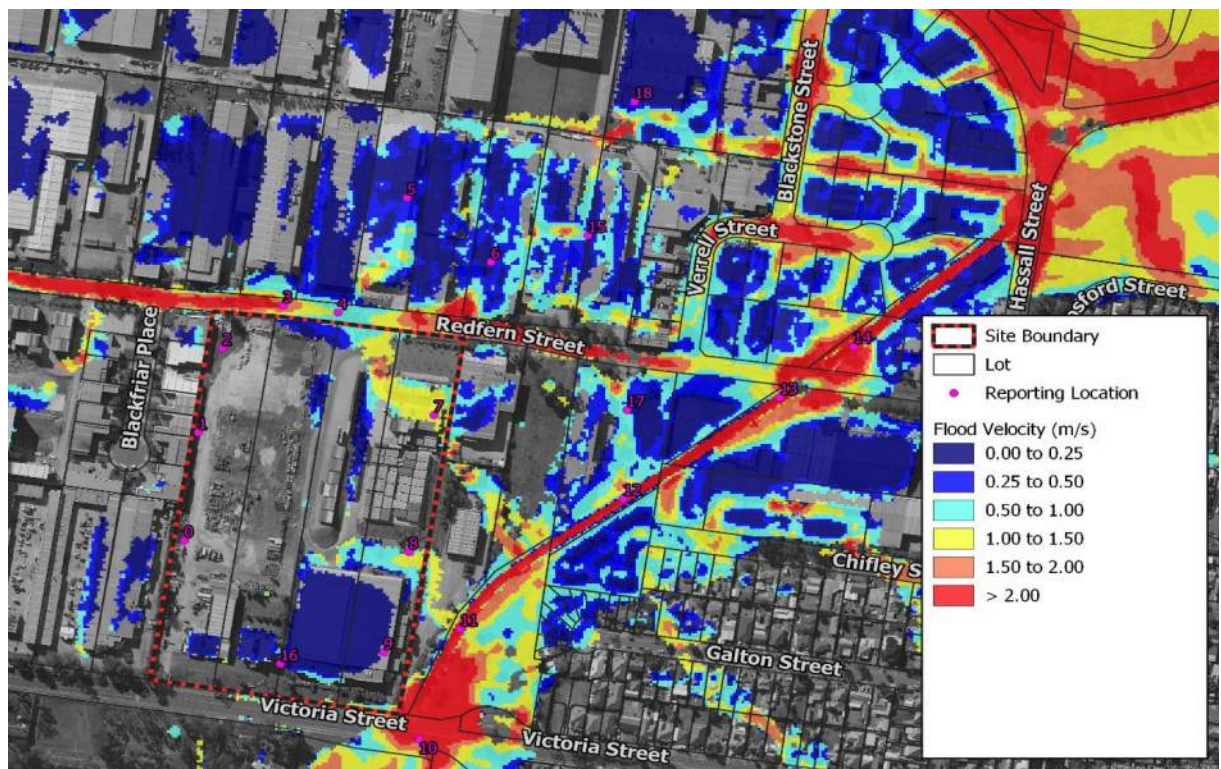 18
Blackstone Street
5
15
Verrell Street
6
Hassall Street
nsford Street
3
4
Redfern Street
2
14
Blackfriar Place
7
17
13
1
12
0
8
Chifley S
11
9
16
Galton Street
Victoria Street
10
Victoria Street
Site Boundary
Lot
Reporting Location
Flood Velocity (m/s)
0.00 to 0.25
0.25 to 0.50
0.50 to 1.00
1.00 to 1.50
1.50 to 2.00
> 2.00